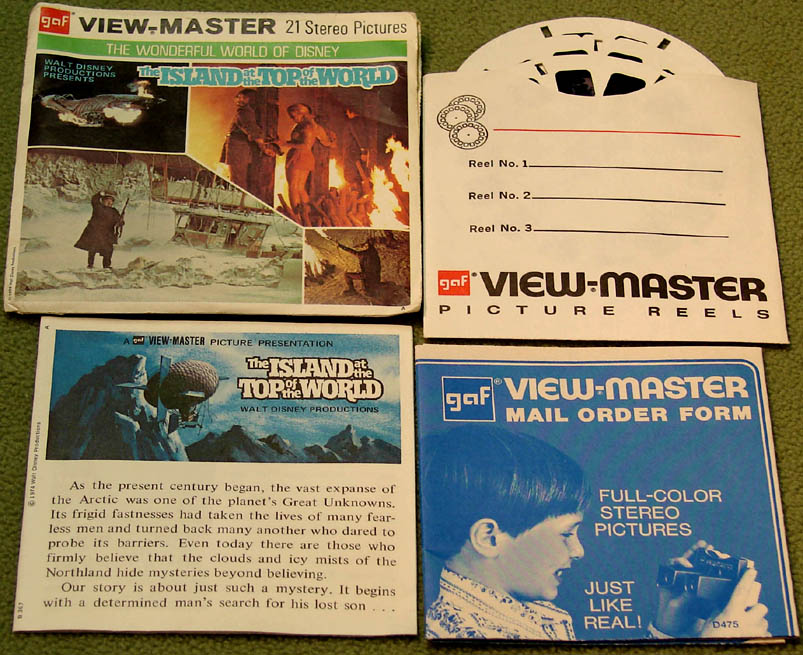 gaf® VIEW-MASTER 21 Stereo Pictures
THE WONDERFUL WORLD OF DISNEY
WALT DISNEY
PRODUCTIONS
PRESENTS
The ISLAND at the TOP of the WORLD
A
Reel No. 1
Reel No. 2
Reel No. 3
gaf® VIEW-MASTER®
PICTURE REELS
A
A gaf VIEW-MASTER PICTURE PRESENTATION
The ISLAND at the
TOP of the WORLD
WALT DISNEY PRODUCTIONS
© 1974 Walt Disney Productions
As the present century began, the vast expanse of
the Arctic was one of the planet's Great Unknowns.
Its frigid fastnesses had taken the lives of many fear-
less men and turned back many another who dared to
probe its barriers. Even today there are those who
firmly believe that the clouds and icy mists of the
Northland hide mysteries beyond believing.
Our story is about just such a mystery. It begins
with a determined man's search for his lost son . . .
B 367
gaf® VIEW-MASTER
MAIL ORDER FORM
FULL-COLOR
STEREO
PICTURES
JUST
LIKE
REAL!
D475